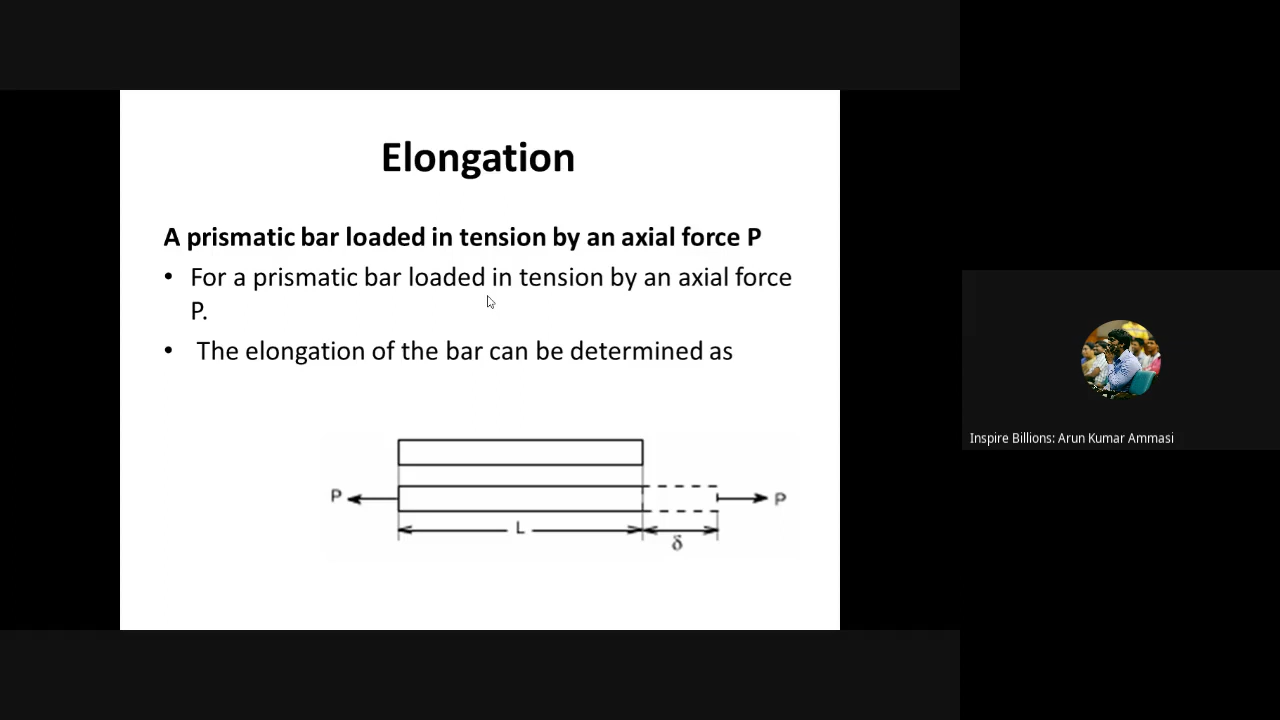 Elongation
A prismatic bar loaded in tension by an axial force P
• For a prismatic bar loaded in tension by an axial force
P.
• The elongation of the bar can be determined as
P
P
L
δ
Inspire Billions: Arun Kumar Ammasi